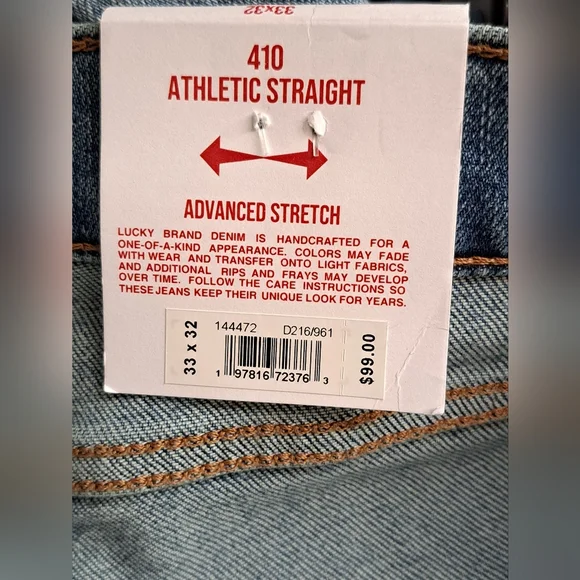 33x32
410
ATHLETIC STRAIGHT
ADVANCED STRETCH
LUCKY BRAND DENIM IS HANDCRAFTED FOR A
ONE-OF-A-KIND APPEARANCE. COLORS MAY FADE
WITH WEAR AND TRANSFER ONTO LIGHT FABRICS,
AND ADDITIONAL RIPS AND FRAYS MAY DEVELOP
OVER TIME. FOLLOW THE CARE INSTRUCTIONS SO
THESE JEANS KEEP THEIR UNIQUE LOOK FOR YEARS.
33 X 32
144472 D216/961
1 97816 72376 3
$99.00